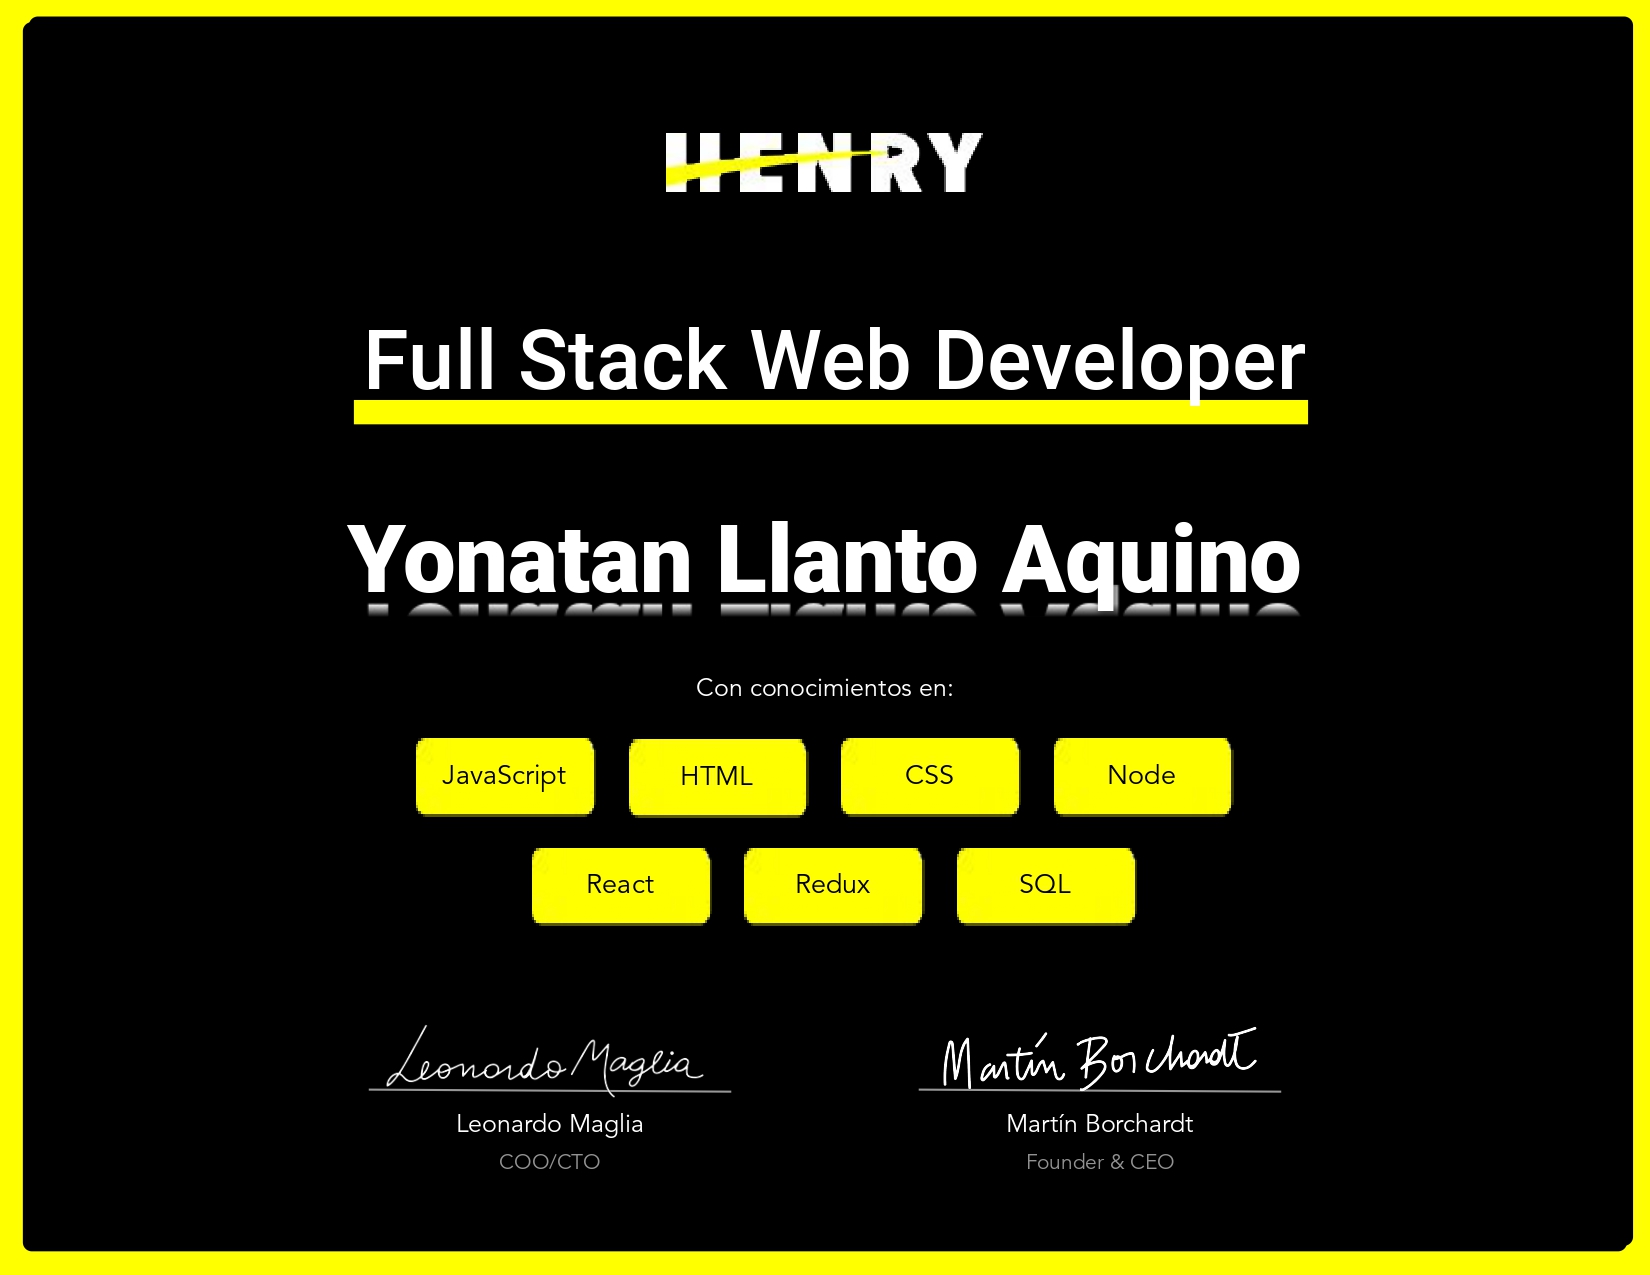 HENRY
Full Stack Web Developer
Yonatan Llanto Aquino
Con conocimientos en:
JavaScript HTML CSS Node
React Redux SQL
Leonardo Maglia Martín Borchardt
Leonardo Maglia Martín Borchardt
COO/CTO Founder & CEO